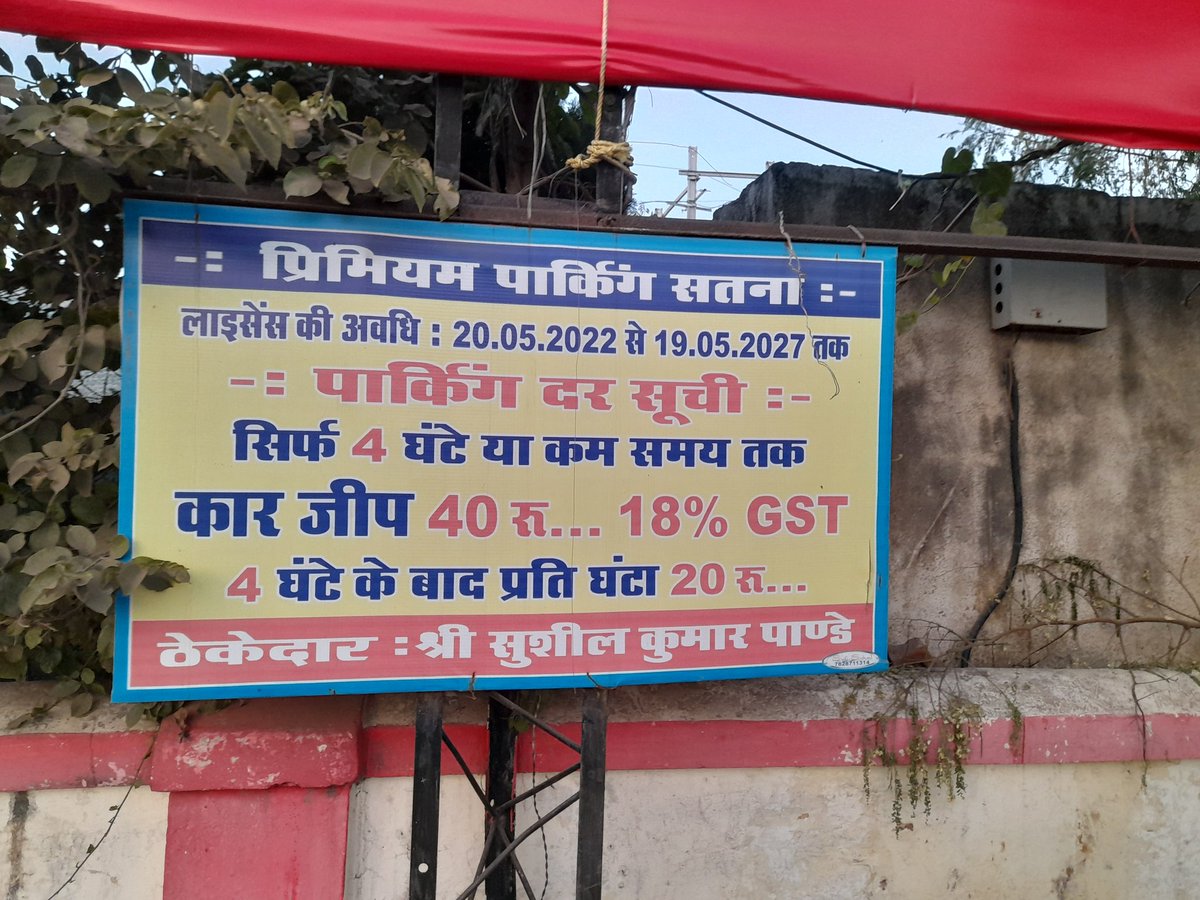 -: प्रिमियम पार्किंग सतना :-
लाइसेंस की अवधि : 20.05.2022 से 19.05.2027 तक
-: पार्किंग दर सूची :-
सिर्फ 4 घंटे या कम समय तक
कार जीप 40 रू... 18% GST
4 घंटे के बाद प्रति घंटा 20 रू...
ठेकेदार : श्री सुशील कुमार पाण्डे